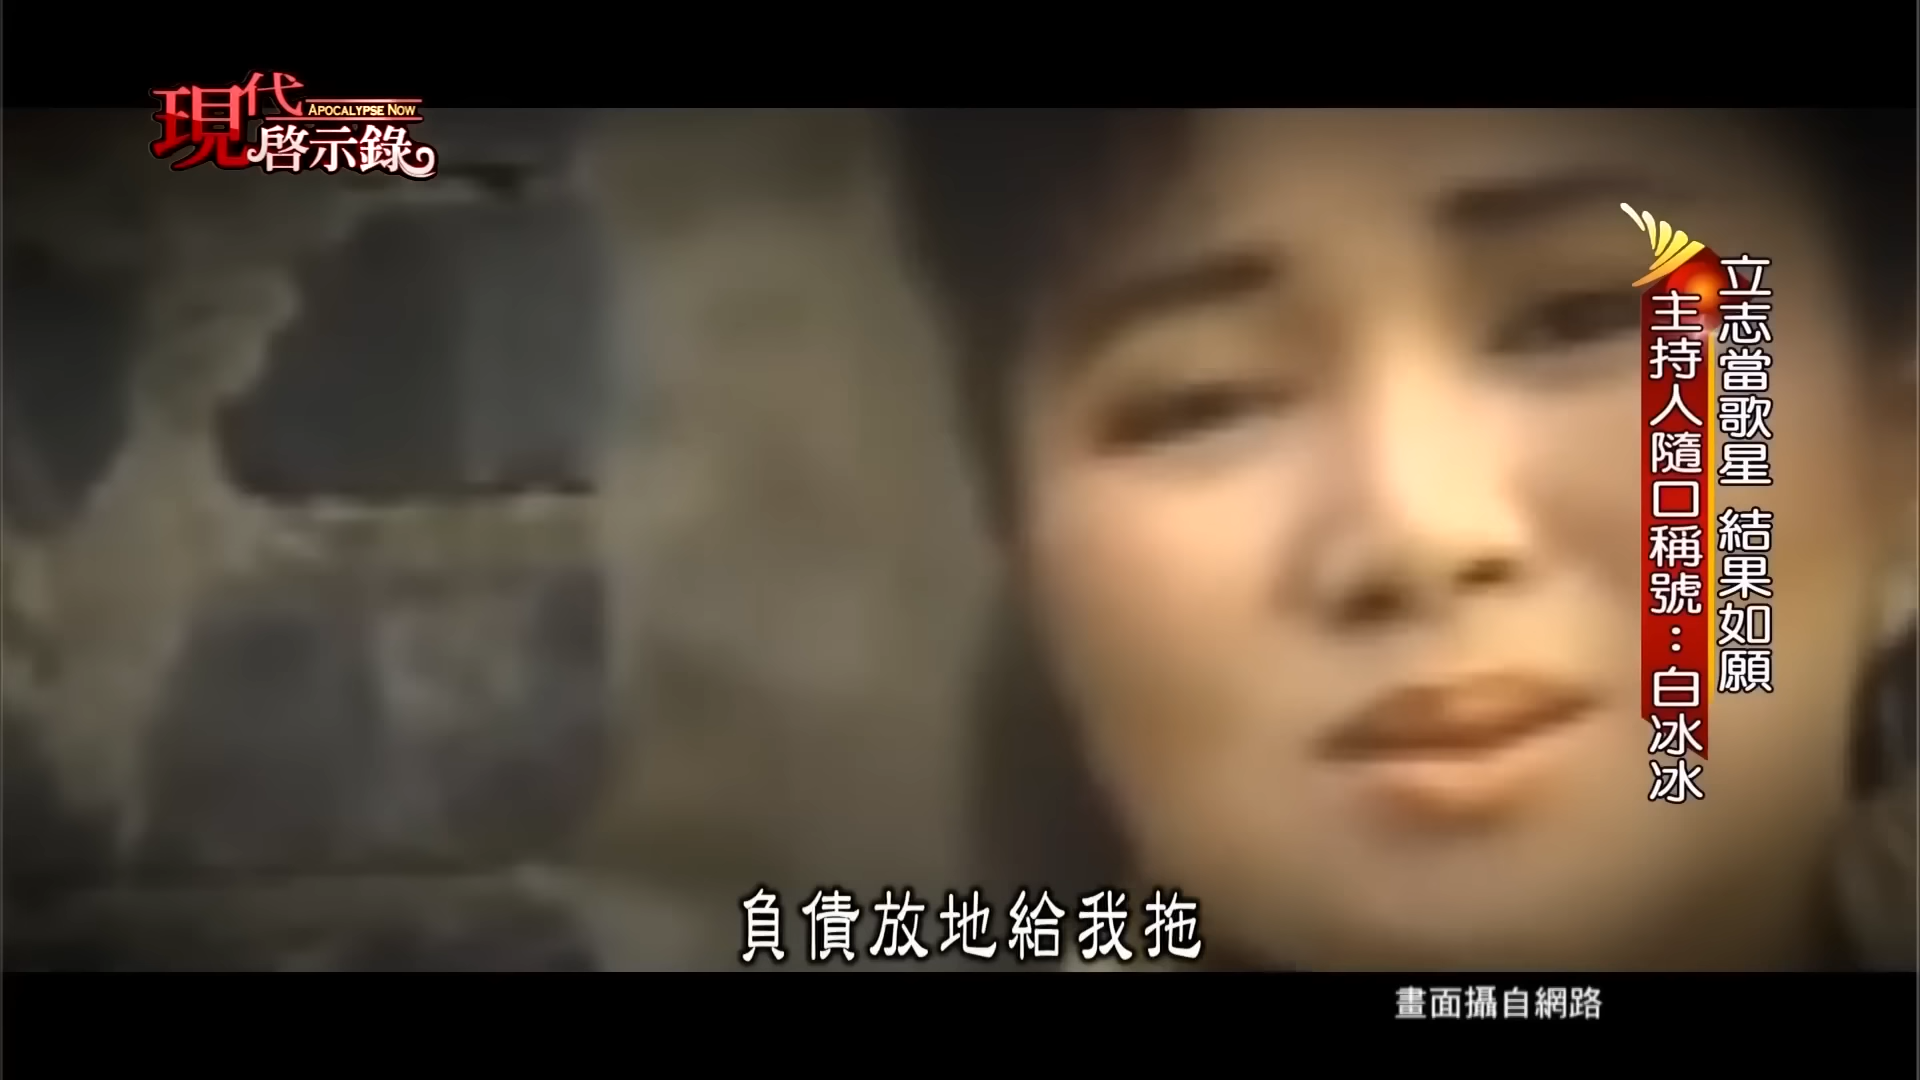 現代
APOCALYPSE NOW
啓示錄
立志當歌星 結果如願
主持人隨口稱號：白冰冰
負債放地給我拖
畫面攝自網路